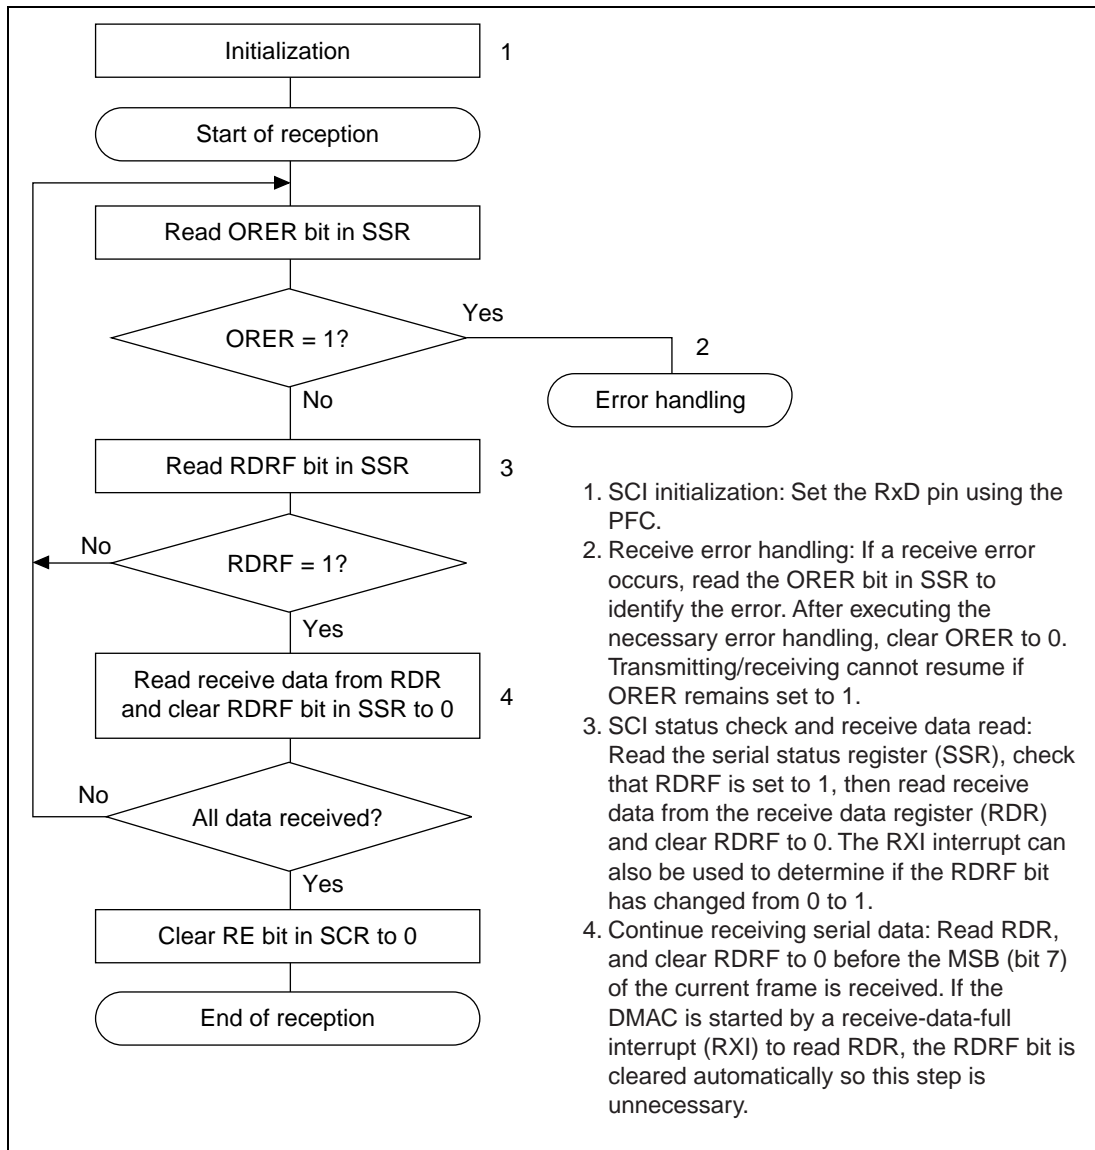 Initialization
1
Start of reception
Read ORER bit in SSR
Yes
ORER = 1?
2
No
Error handling
Read RDRF bit in SSR
3
No
RDRF = 1?
Yes
Read receive data from RDR
and clear RDRF bit in SSR to 0
4
No
All data received?
Yes
Clear RE bit in SCR to 0
End of reception
1. SCI initialization: Set the RxD pin using the
PFC.
2. Receive error handling: If a receive error
occurs, read the ORER bit in SSR to
identify the error. After executing the
necessary error handling, clear ORER to 0.
Transmitting/receiving cannot resume if
ORER remains set to 1.
3. SCI status check and receive data read:
Read the serial status register (SSR), check
that RDRF is set to 1, then read receive
data from the receive data register (RDR)
and clear RDRF to 0. The RXI interrupt can
also be used to determine if the RDRF bit
has changed from 0 to 1.
4. Continue receiving serial data: Read RDR,
and clear RDRF to 0 before the MSB (bit 7)
of the current frame is received. If the
DMAC is started by a receive-data-full
interrupt (RXI) to read RDR, the RDRF bit is
cleared automatically so this step is
unnecessary.